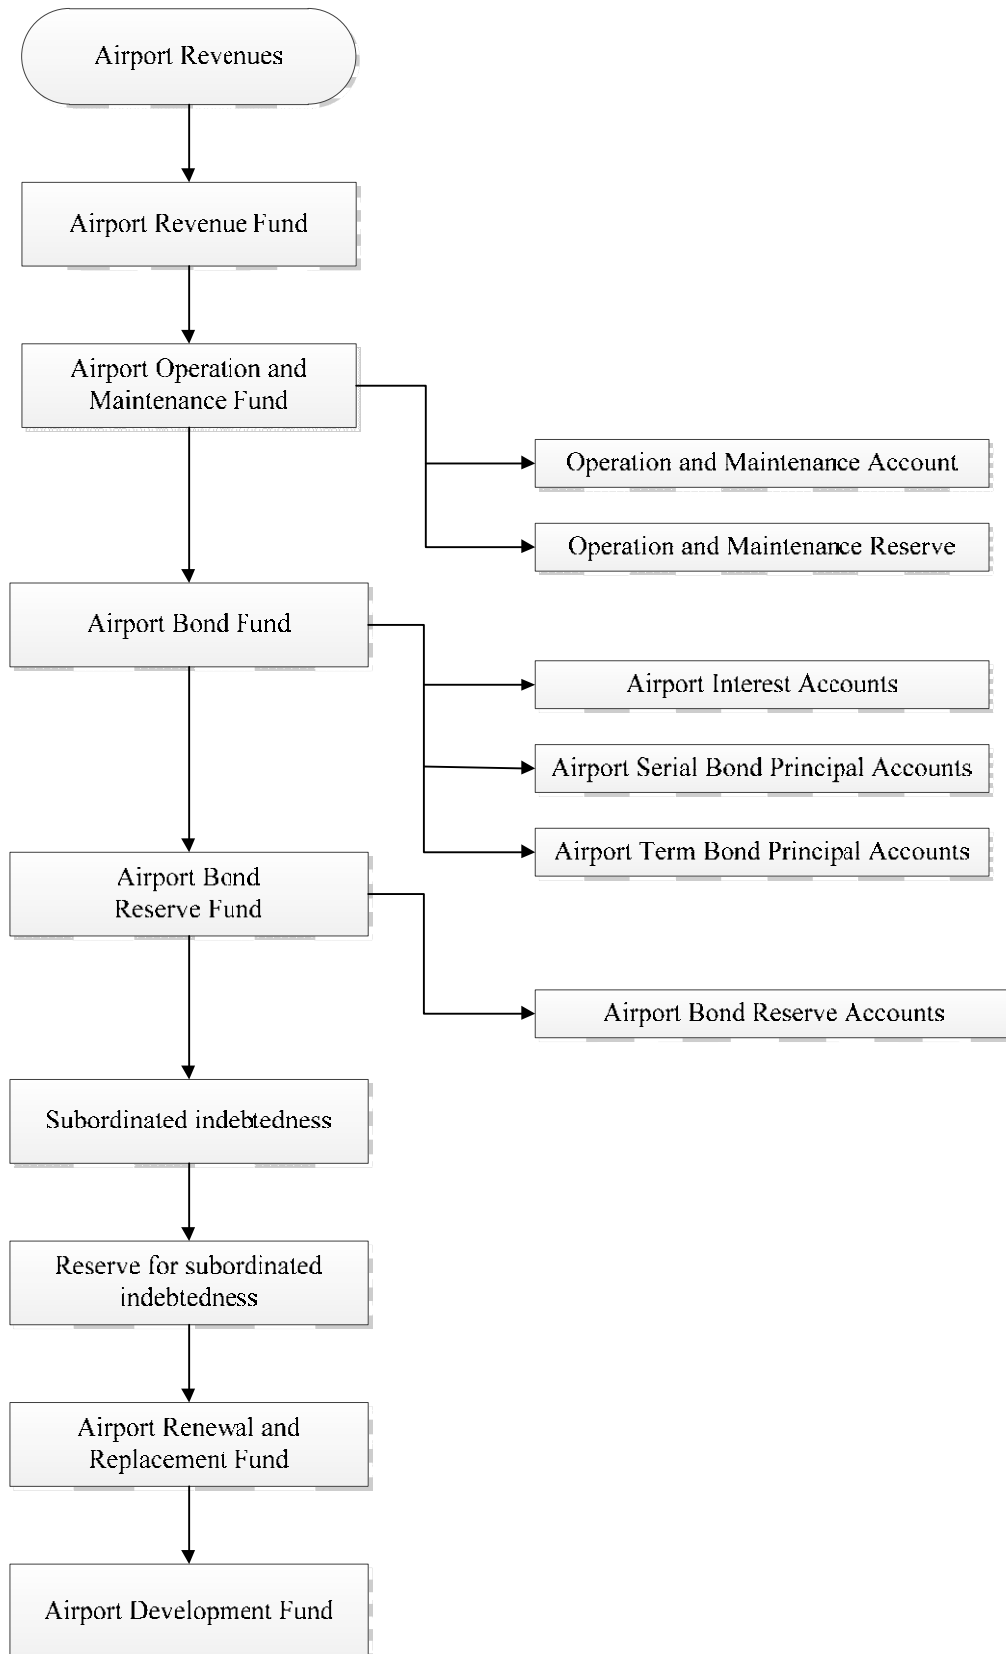 Airport Revenues
Airport Revenue Fund
Airport Operation and
Maintenance Fund
Operation and Maintenance Account
Operation and Maintenance Reserve
Airport Bond Fund
Airport Interest Accounts
Airport Serial Bond Principal Accounts
Airport Term Bond Principal Accounts
Airport Bond
Reserve Fund
Airport Bond Reserve Accounts
Subordinated indebtedness
Reserve for subordinated
indebtedness
Airport Renewal and
Replacement Fund
Airport Development Fund